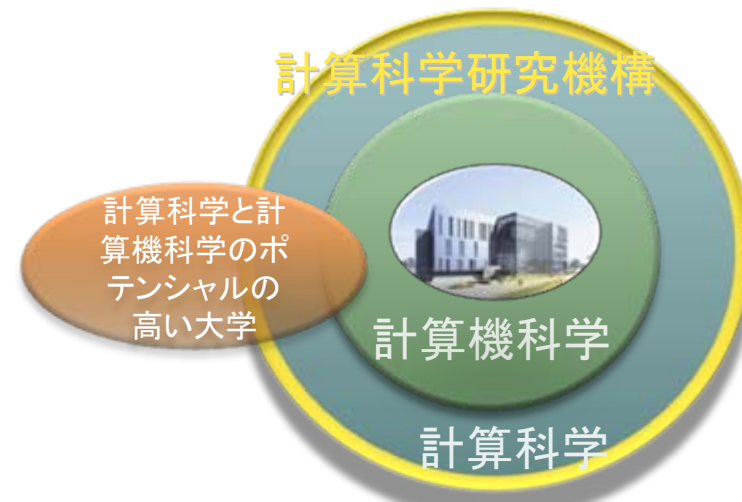 計算科学研究機構
計算科学と計
算機科学のポ
テンシャルの
高い大学
計算機科学
計算科学